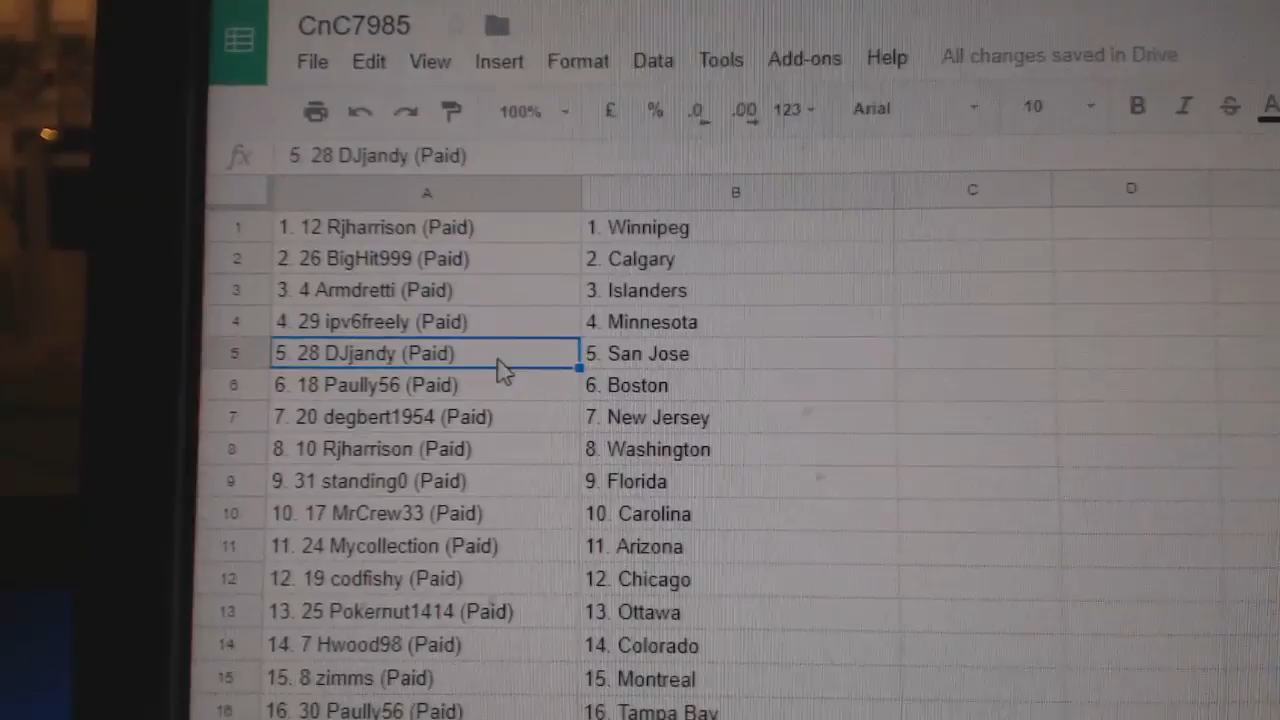 CnC7985
File Edit View Insert Format Data Tools Add-ons Help All changes saved in Drive
100% £ % .0 .00 123 Arial 10 B I S A
fx 5. 28 DJjandy (Paid)
A B C D
1 1. 12 Rjharrison (Paid) 1. Winnipeg
2 2. 26 BigHit999 (Paid) 2. Calgary
3 3. 4 Armdretti (Paid) 3. Islanders
4 4. 29 ipv6freely (Paid) 4. Minnesota
5 5. 28 DJjandy (Paid) 5. San Jose
6 6. 18 Paully56 (Paid) 6. Boston
7 7. 20 degbert1954 (Paid) 7. New Jersey
8 8. 10 Rjharrison (Paid) 8. Washington
9 9. 31 standing0 (Paid) 9. Florida
10 10. 17 MrCrew33 (Paid) 10. Carolina
11 11. 24 Mycollection (Paid) 11. Arizona
12 12. 19 codfishy (Paid) 12. Chicago
13 13. 25 Pokernut1414 (Paid) 13. Ottawa
14 14. 7 Hwood98 (Paid) 14. Colorado
15 15. 8 zimms (Paid) 15. Montreal
16 16. 30 Paully56 (Paid) 16. Tampa Bay